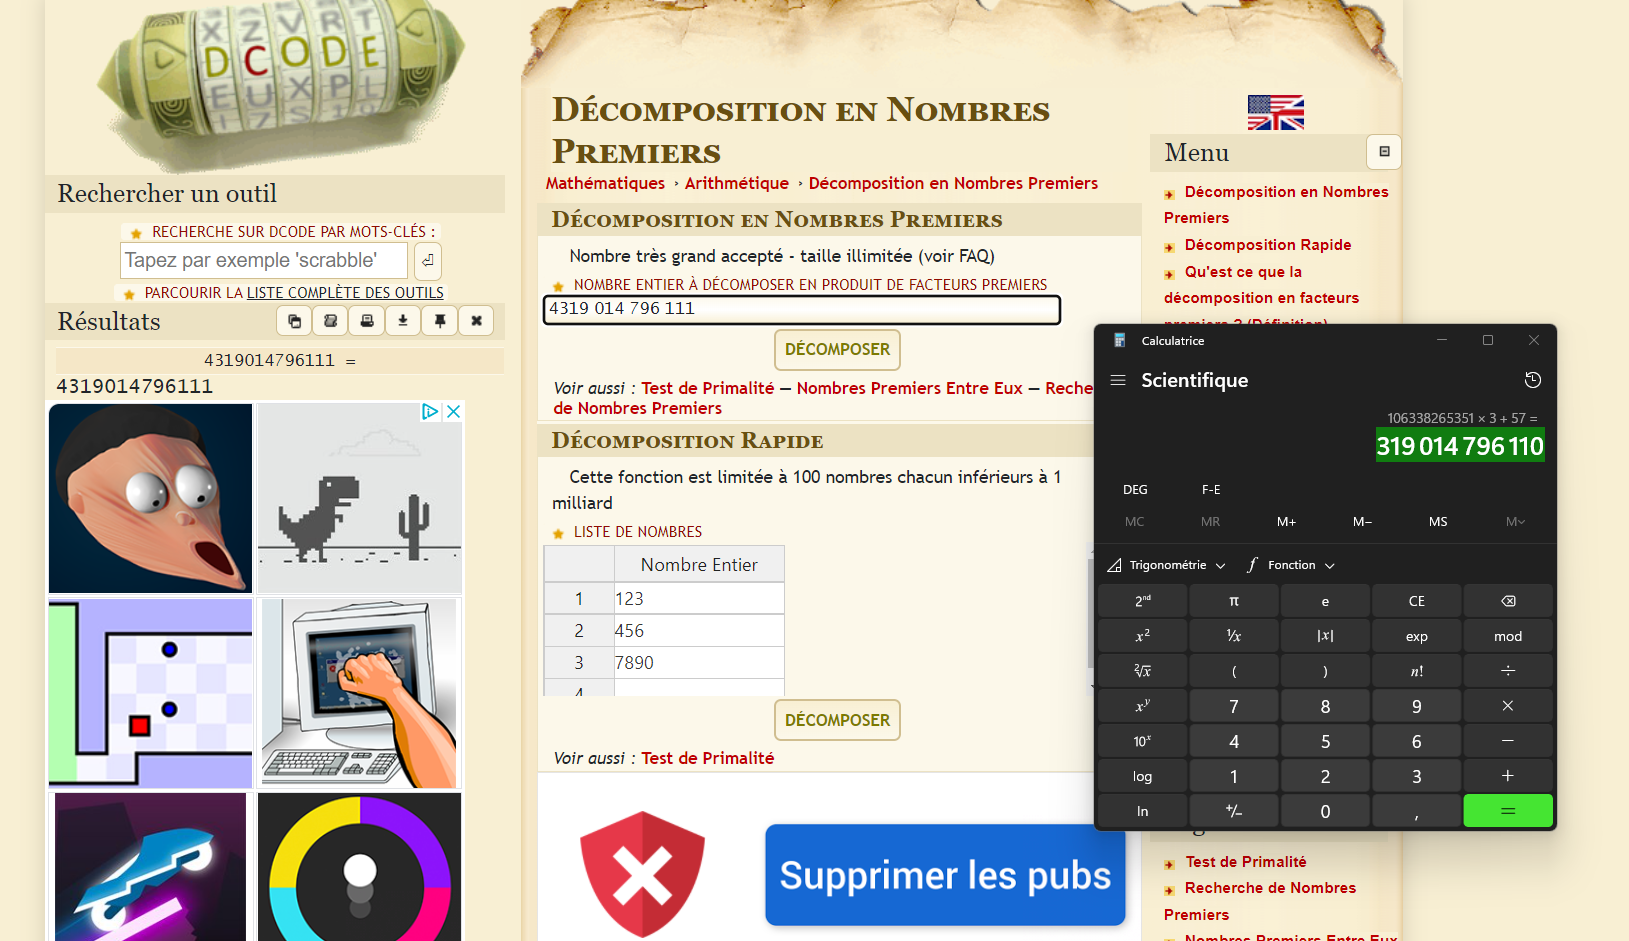 DCODE
Rechercher un outil
RECHERCHE SUR DCODE PAR MOTS-CLÉS :
Tapez par exemple 'scrabble'
PARCOURIR LA LISTE COMPLÈTE DES OUTILS
Résultats
4319014796111 =
4319014796111
DÉCOMPOSITION EN NOMBRES
PREMIERS
Mathématiques › Arithmétique › Décomposition en Nombres Premiers
DÉCOMPOSITION EN NOMBRES PREMIERS
Nombre très grand accepté - taille illimitée (voir FAQ)
NOMBRE ENTIER À DÉCOMPOSER EN PRODUIT DE FACTEURS PREMIERS
4319 014 796 111
DÉCOMPOSER
Voir aussi : Test de Primalité — Nombres Premiers Entre Eux — Reche
de Nombres Premiers
DÉCOMPOSITION RAPIDE
Cette fonction est limitée à 100 nombres chacun inférieurs à 1
milliard
LISTE DE NOMBRES
Nombre Entier
1 123
2 456
3 7890
4
DÉCOMPOSER
Voir aussi : Test de Primalité
Supprimer les pubs
Menu
Décomposition en Nombres
Premiers
Décomposition Rapide
Qu'est ce que la
décomposition en facteurs
premiers ? (Définition)
Calculatrice
Scientifique
106338265351 × 3 + 57 =
319 014 796 110
DEG F-E
MC MR M+ M− MS M
Trigonométrie Fonction
2nd π e CE
x² ¹/x |x| exp mod
²√x ( ) n! ÷
xʸ 7 8 9 ×
10ˣ 4 5 6 −
log 1 2 3 +
ln +/− 0 , =
Test de Primalité
Recherche de Nombres
Premiers
Nombres Premiers Entre Eux